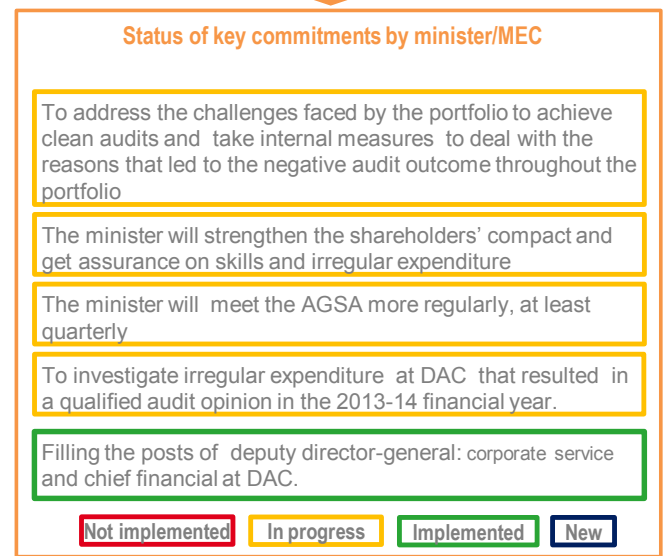 Status of key commitments by minister/MEC
To address the challenges faced by the portfolio to achieve
clean audits and take internal measures to deal with the
reasons that led to the negative audit outcome throughout the
portfolio
The minister will strengthen the shareholders’ compact and
get assurance on skills and irregular expenditure
The minister will meet the AGSA more regularly, at least
quarterly
To investigate irregular expenditure at DAC that resulted in
a qualified audit opinion in the 2013-14 financial year.
Filling the posts of deputy director-general: corporate service
and chief financial at DAC.
Not implemented In progress Implemented New